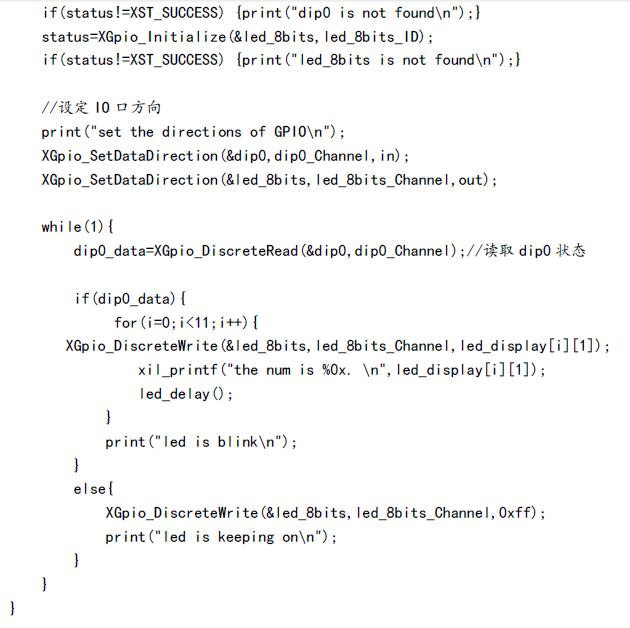 if(status!=XST_SUCCESS) {print("dip0 is not found\n");}
status=XGpio_Initialize(&led_8bits,led_8bits_ID);
if(status!=XST_SUCCESS) {print("led_8bits is not found\n");}
//设定 IO 口方向
print("set the directions of GPIO\n");
XGpio_SetDataDirection(&dip0,dip0_Channel,in);
XGpio_SetDataDirection(&led_8bits,led_8bits_Channel,out);
while(1){
dip0_data=XGpio_DiscreteRead(&dip0,dip0_Channel);//读取 dip0 状态
if(dip0_data){
for(i=0;i<11;i++){
XGpio_DiscreteWrite(&led_8bits,led_8bits_Channel,led_display[i][1]);
xil_printf("the num is %0x. \n",led_display[i][1]);
led_delay();
}
print("led is blink\n");
}
else{
XGpio_DiscreteWrite(&led_8bits,led_8bits_Channel,0xff);
print("led is keeping on\n");
}
}
}